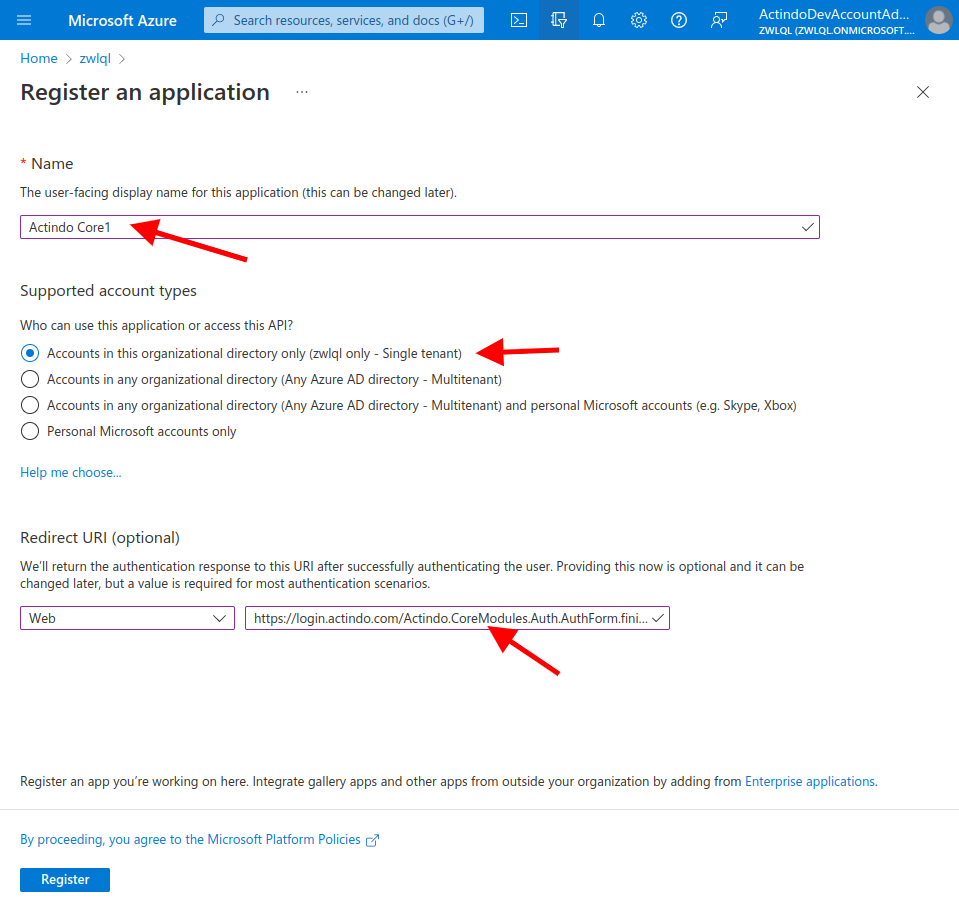 Microsoft Azure
Search resources, services, and docs (G+/)
ActindoDevAccountAd...
ZWLQL (ZWLQL.ONMICROSOFT....
Home > zwlql >
Register an application ...
* Name
The user-facing display name for this application (this can be changed later).
Actindo Core1
Supported account types
Who can use this application or access this API?
Accounts in this organizational directory only (zwlql only - Single tenant)
Accounts in any organizational directory (Any Azure AD directory - Multitenant)
Accounts in any organizational directory (Any Azure AD directory - Multitenant) and personal Microsoft accounts (e.g. Skype, Xbox)
Personal Microsoft accounts only
Help me choose...
Redirect URI (optional)
We'll return the authentication response to this URI after successfully authenticating the user. Providing this now is optional and it can be
changed later, but a value is required for most authentication scenarios.
Web
https://login.actindo.com/Actindo.CoreModules.Auth.AuthForm.fini...
Register an app you're working on here. Integrate gallery apps and other apps from outside your organization by adding from Enterprise applications.
By proceeding, you agree to the Microsoft Platform Policies
Register